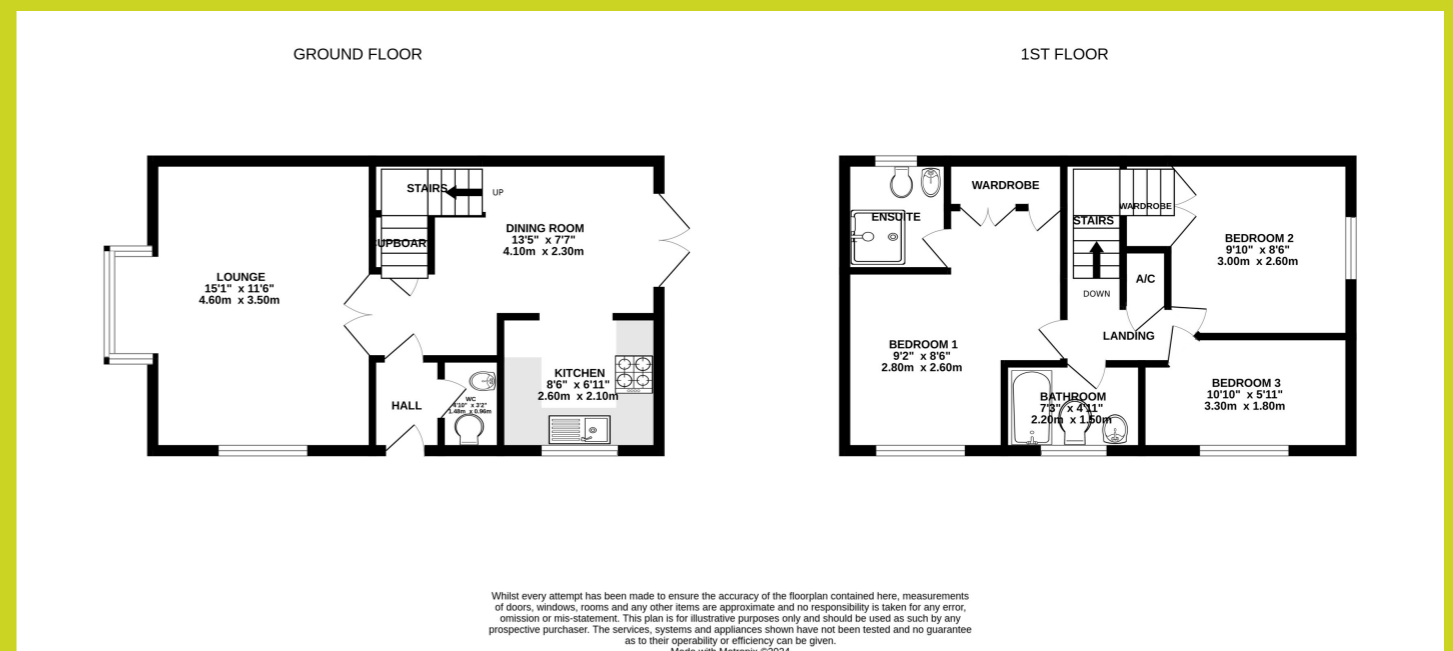 GROUND FLOOR
1ST FLOOR
STAIRS
UP
CUPBOARD
DINING ROOM
13'5" x 7'7"
4.10m x 2.30m
LOUNGE
15'1" x 11'6"
4.60m x 3.50m
KITCHEN
8'6" x 6'11"
2.60m x 2.10m
HALL
WC
4'10" x 3'2"
1.48m x 0.96m
WARDROBE
ENSUITE
STAIRS
WARDROBE
BEDROOM 2
9'10" x 8'6"
3.00m x 2.60m
A/C
DOWN
LANDING
BEDROOM 1
9'2" x 8'6"
2.80m x 2.60m
BATHROOM
7'3" x 4'11"
2.20m x 1.50m
BEDROOM 3
10'10" x 5'11"
3.30m x 1.80m
Whilst every attempt has been made to ensure the accuracy of the floorplan contained here, measurements
of doors, windows, rooms and any other items are approximate and no responsibility is taken for any error,
omission or mis-statement. This plan is for illustrative purposes only and should be used as such by any
prospective purchaser. The services, systems and appliances shown have not been tested and no guarantee
as to their operability or efficiency can be given.
Made with Metropix ©2024